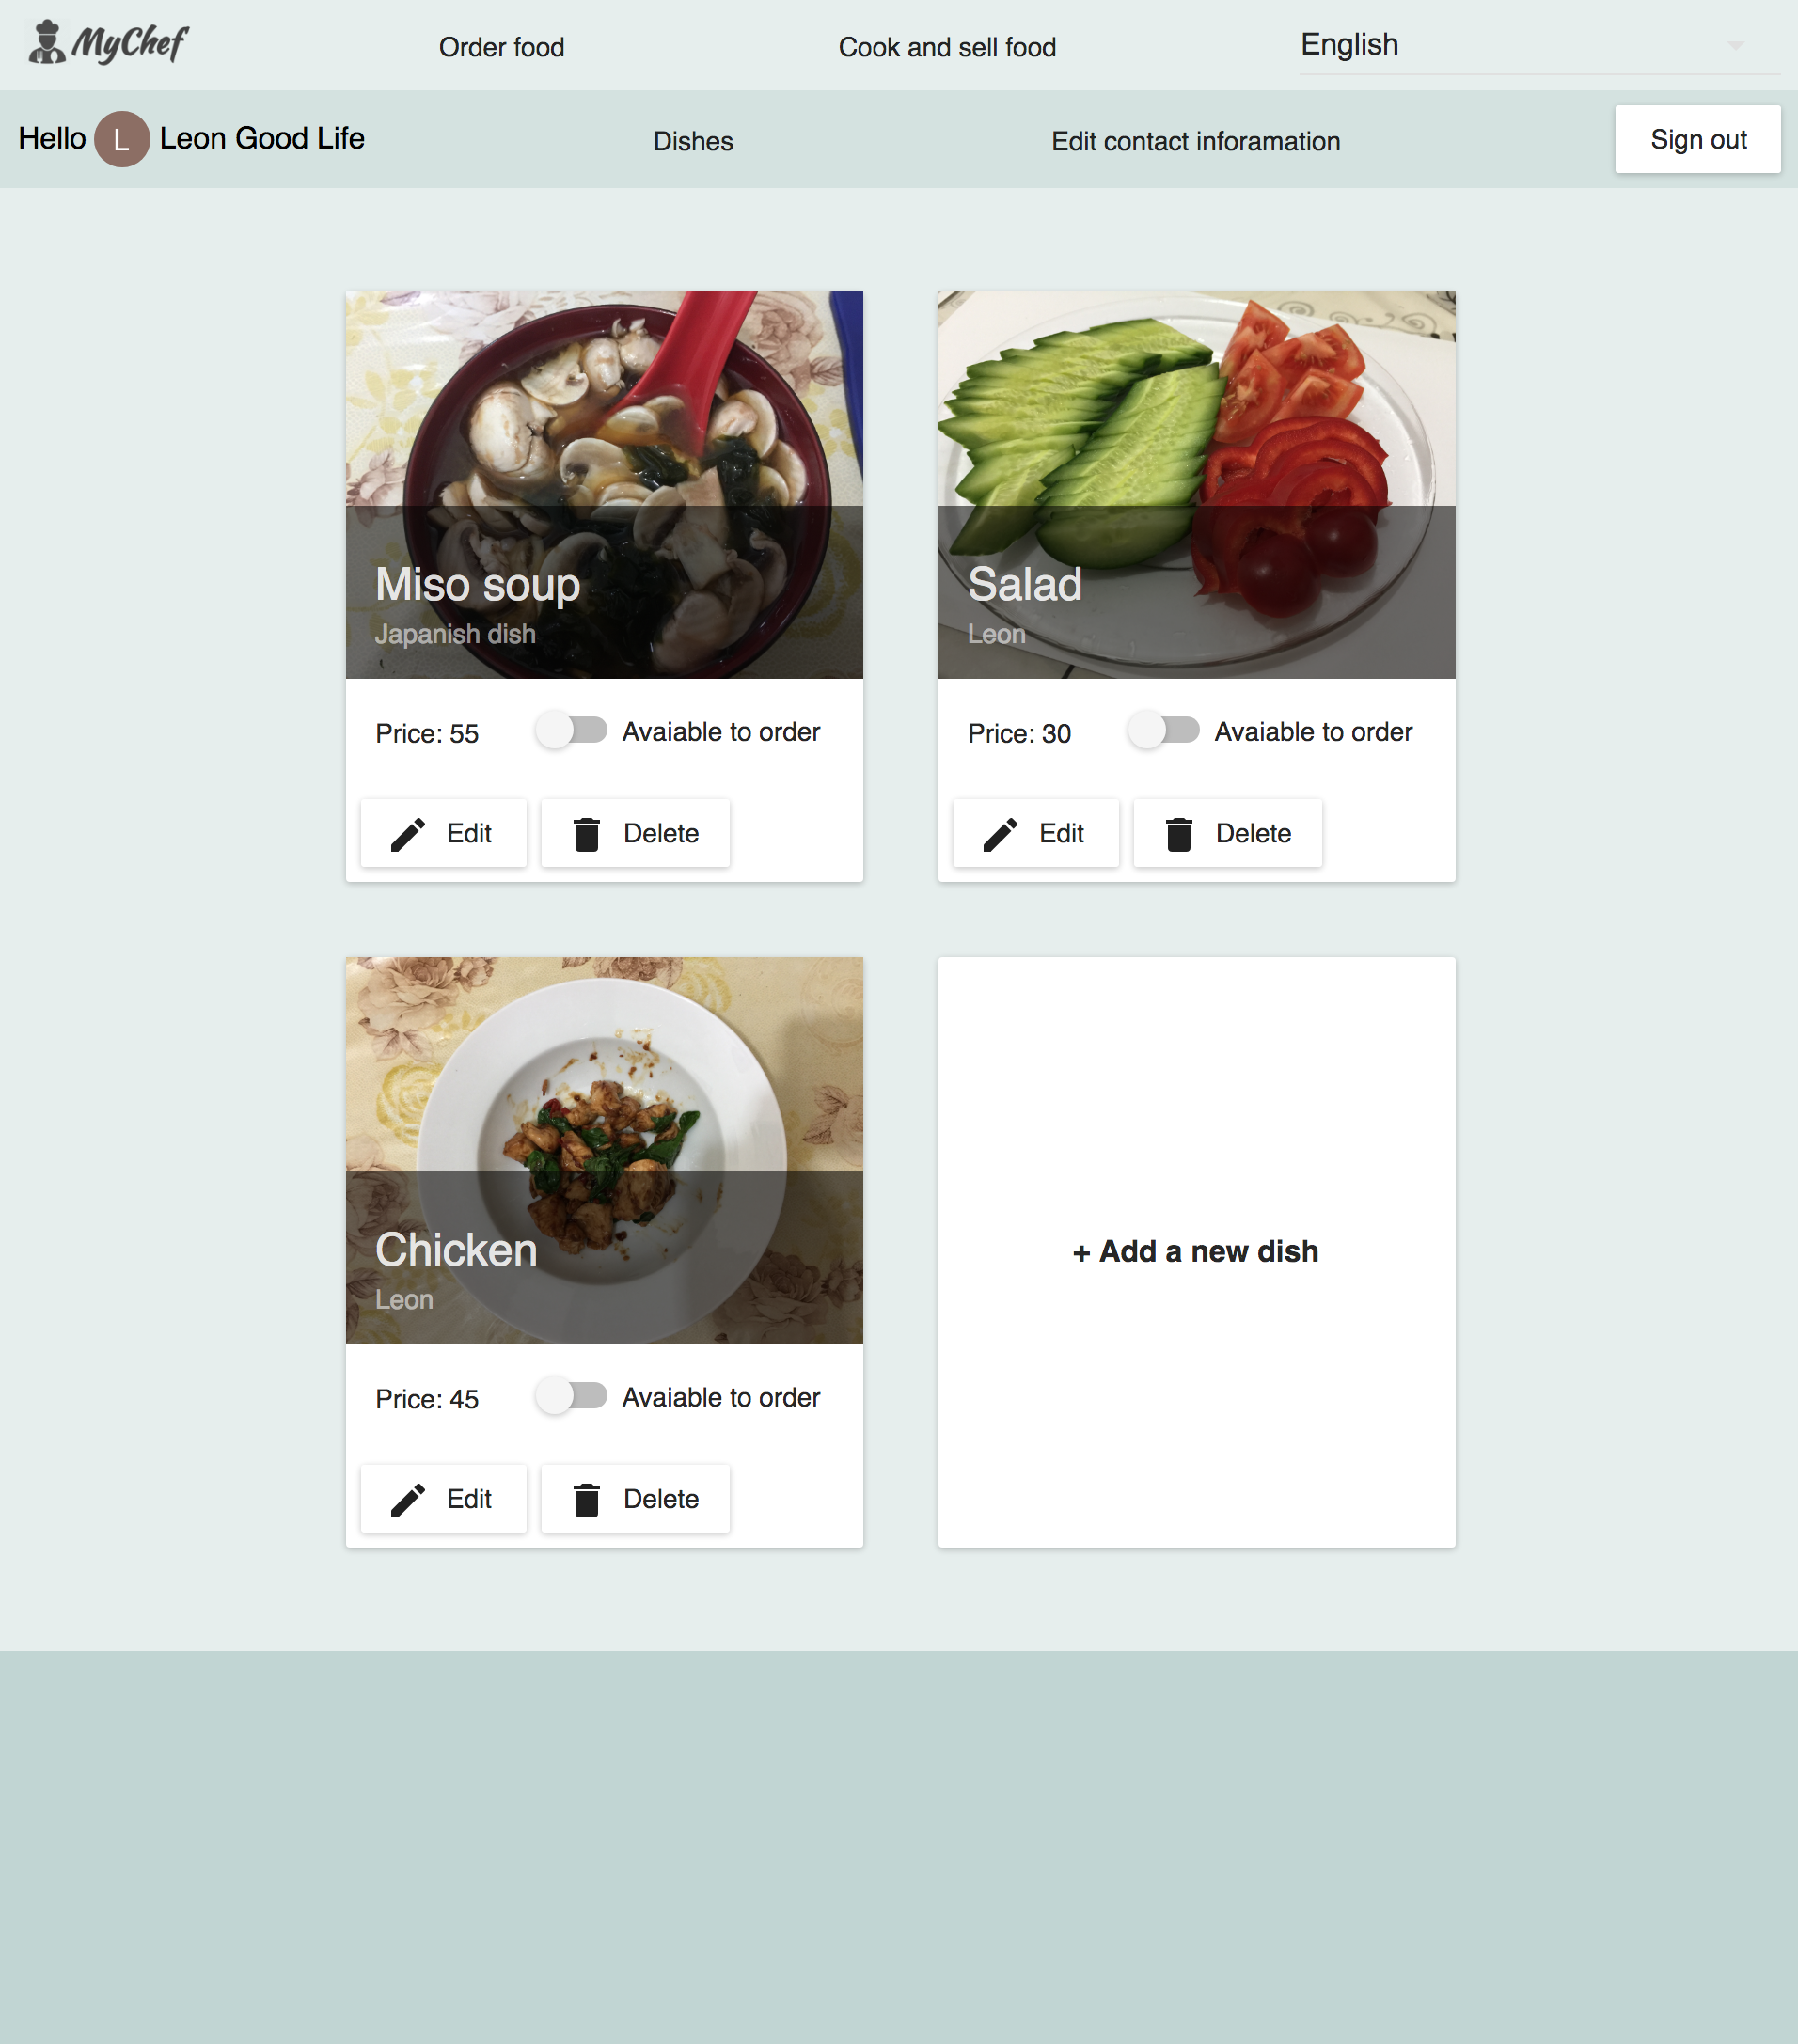 MyChef
Order food
Cook and sell food
English
Hello L Leon Good Life
Dishes
Edit contact inforamation
Sign out
Miso soup
Japanish dish
Price: 55
Avaiable to order
Edit
Delete
Salad
Leon
Price: 30
Avaiable to order
Edit
Delete
Chicken
Leon
Price: 45
Avaiable to order
Edit
Delete
+ Add a new dish